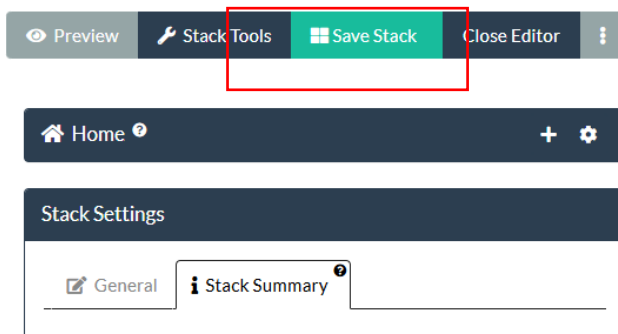 Preview Stack Tools Save Stack Close Editor
Home ?
Stack Settings
General Stack Summary ?